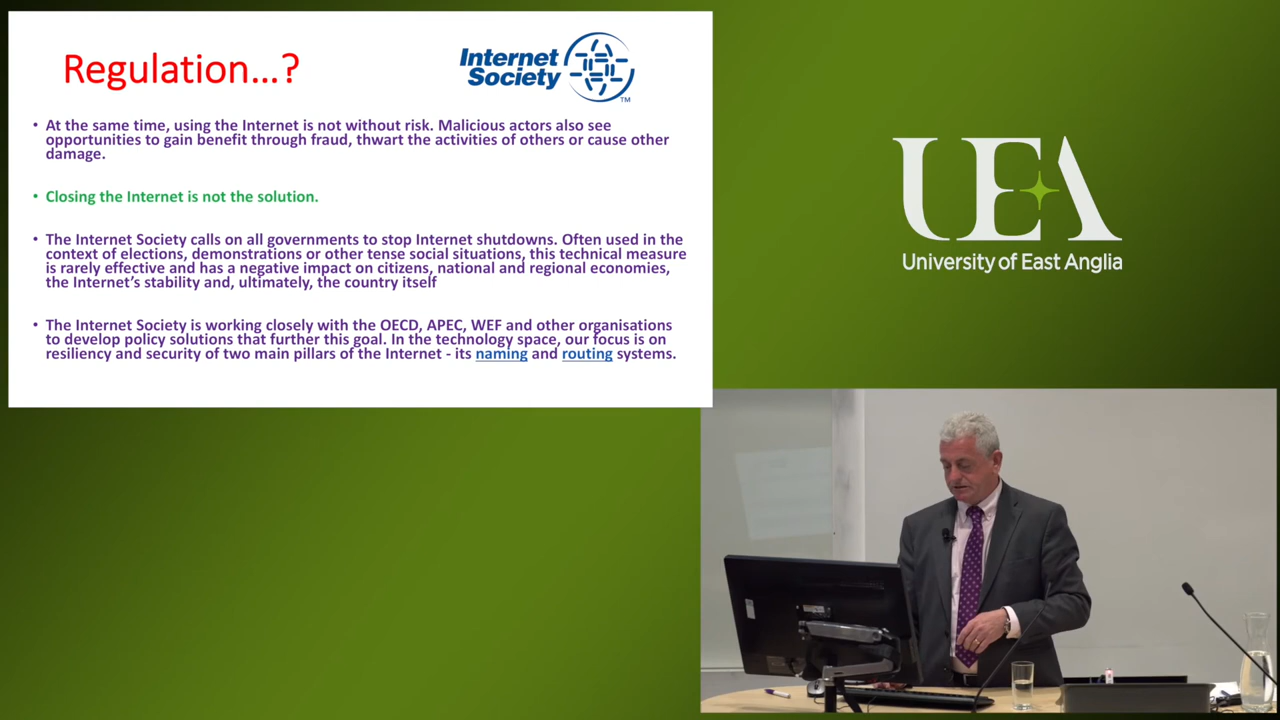 Regulation...?
Internet
Society
TM
• At the same time, using the Internet is not without risk. Malicious actors also see
opportunities to gain benefit through fraud, thwart the activities of others or cause other
damage.
• Closing the Internet is not the solution.
• The Internet Society calls on all governments to stop Internet shutdowns. Often used in the
context of elections, demonstrations or other tense social situations, this technical measure
is rarely effective and has a negative impact on citizens, national and regional economies,
the Internet's stability and, ultimately, the country itself
• The Internet Society is working closely with the OECD, APEC, WEF and other organisations
to develop policy solutions that further this goal. In the technology space, our focus is on
resiliency and security of two main pillars of the Internet - its naming and routing systems.
UEA
University of East Anglia